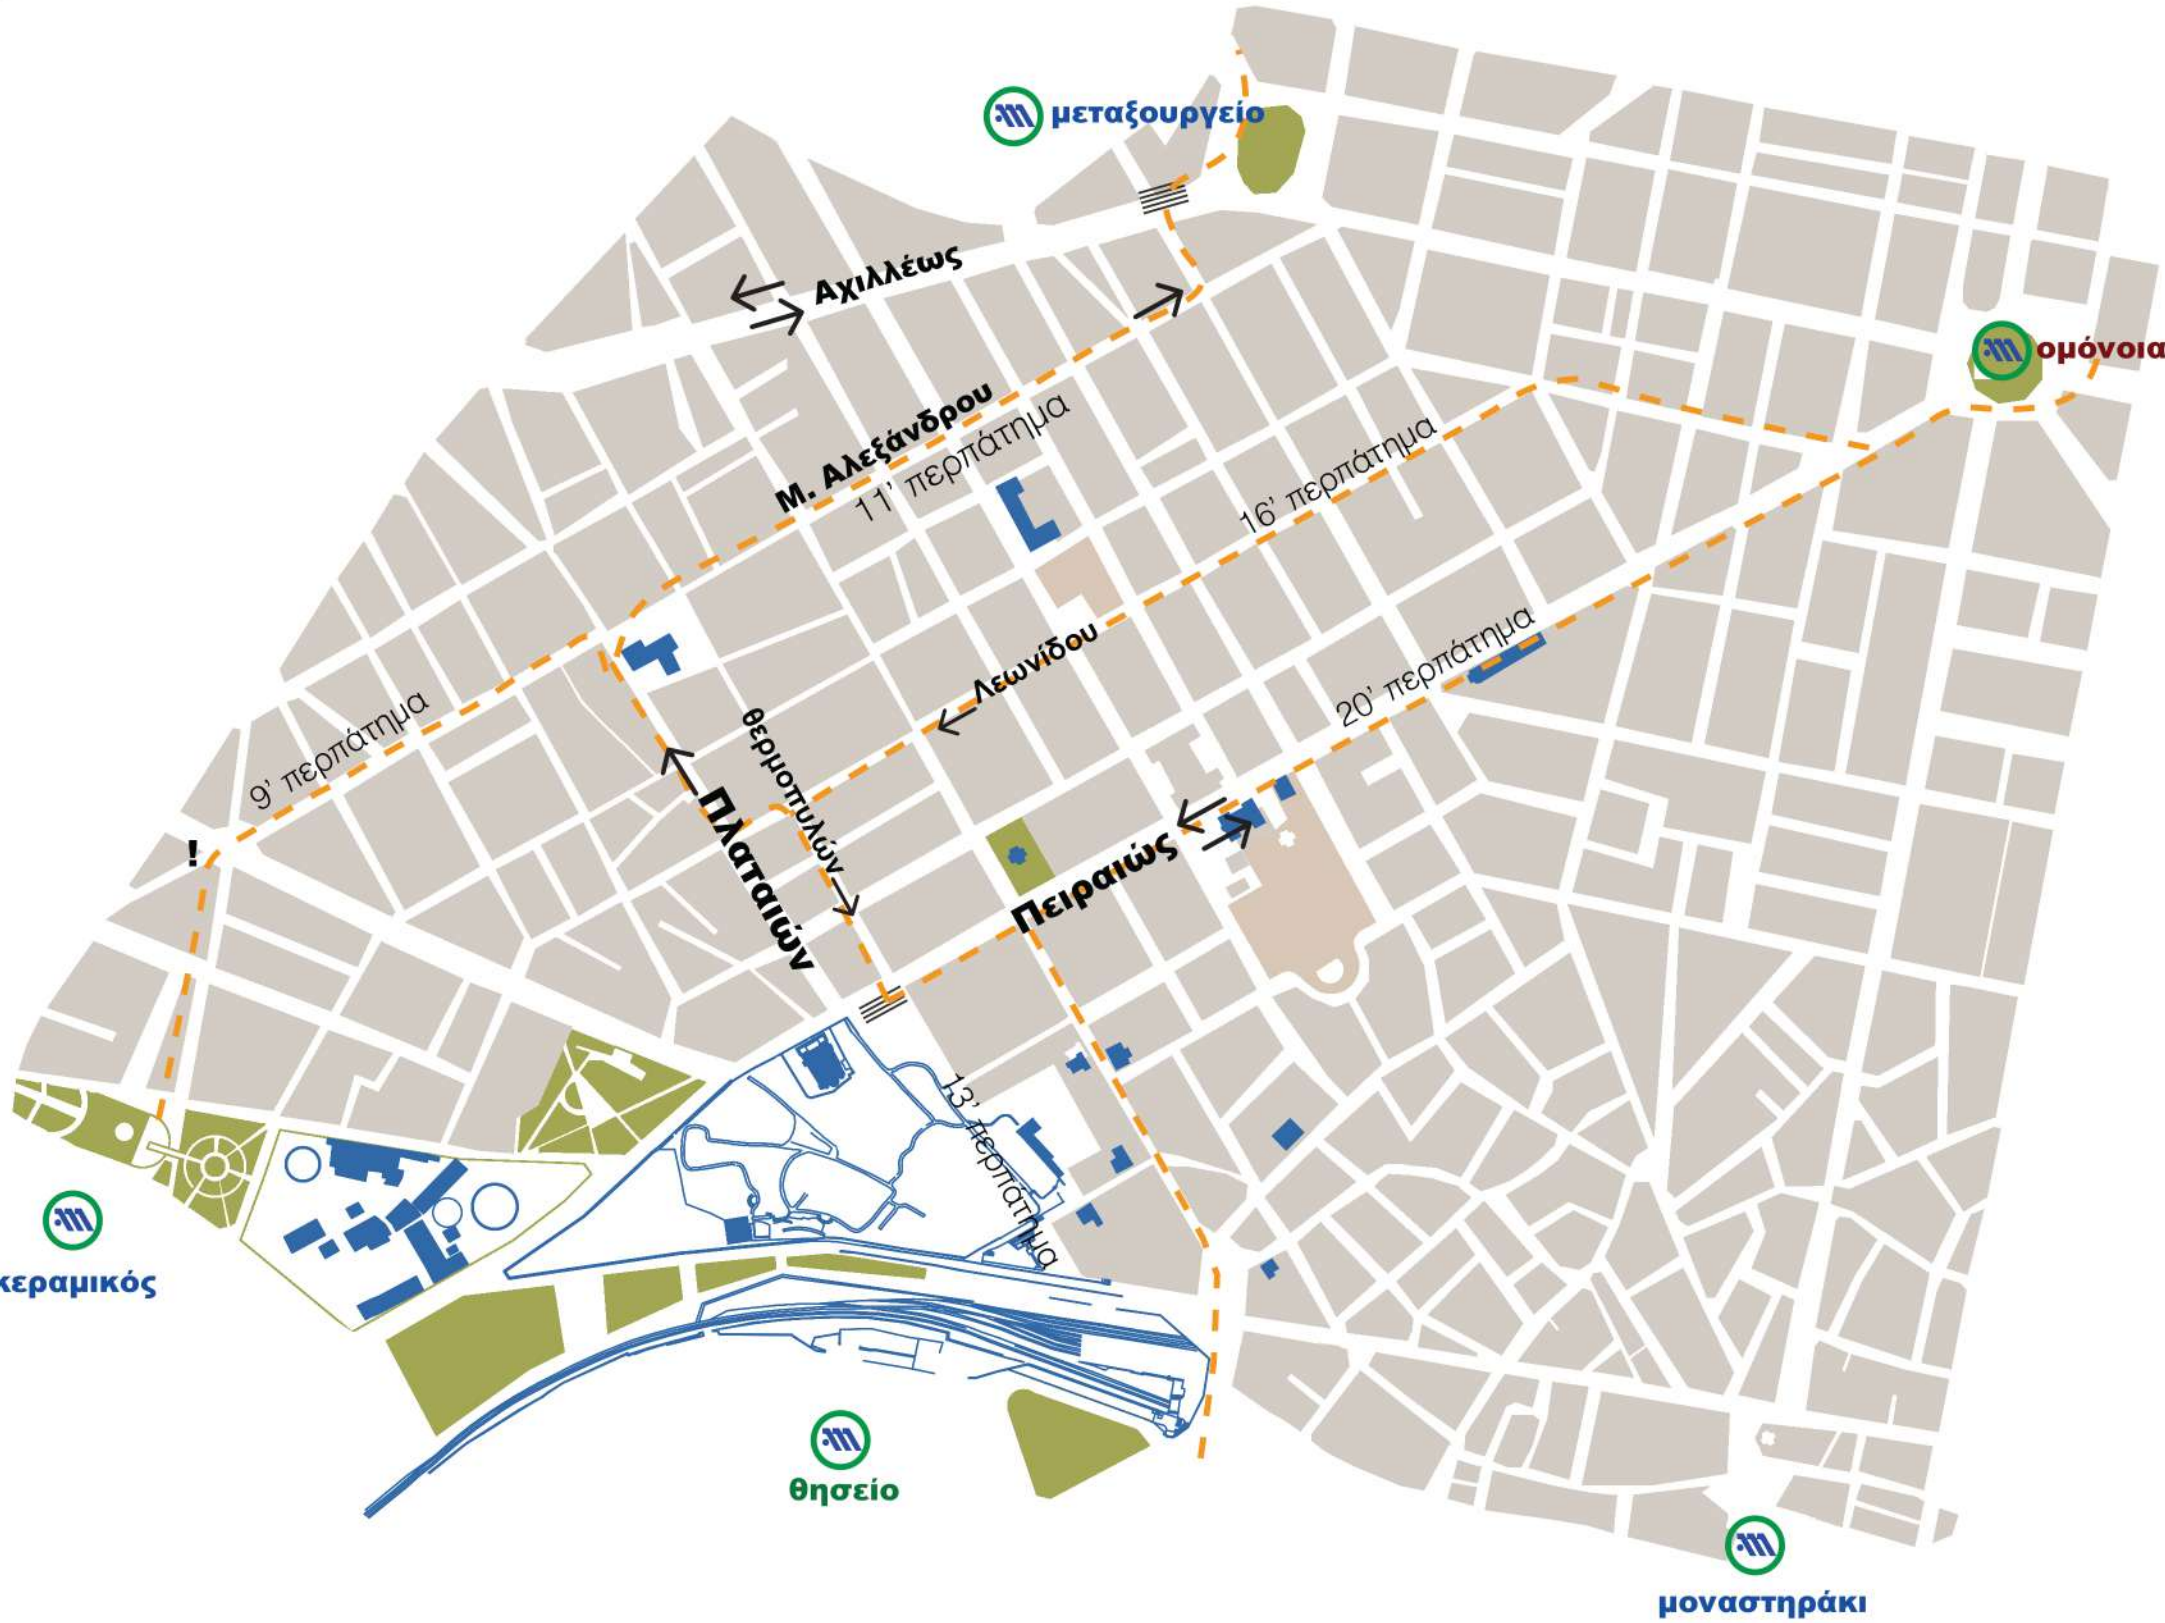 μεταξουργείο
Αχιλλέως
ομόνοια
Μ. Αλεξάνδρου
11' περπάτημα
16' περπάτημα
Λεωνίδου
20' περπάτημα
9' περπάτημα
θερμοπυλών
Πλαταιών
!
Πειραιώς
13' περπάτημα
κεραμικός
θησείο
μοναστηράκι